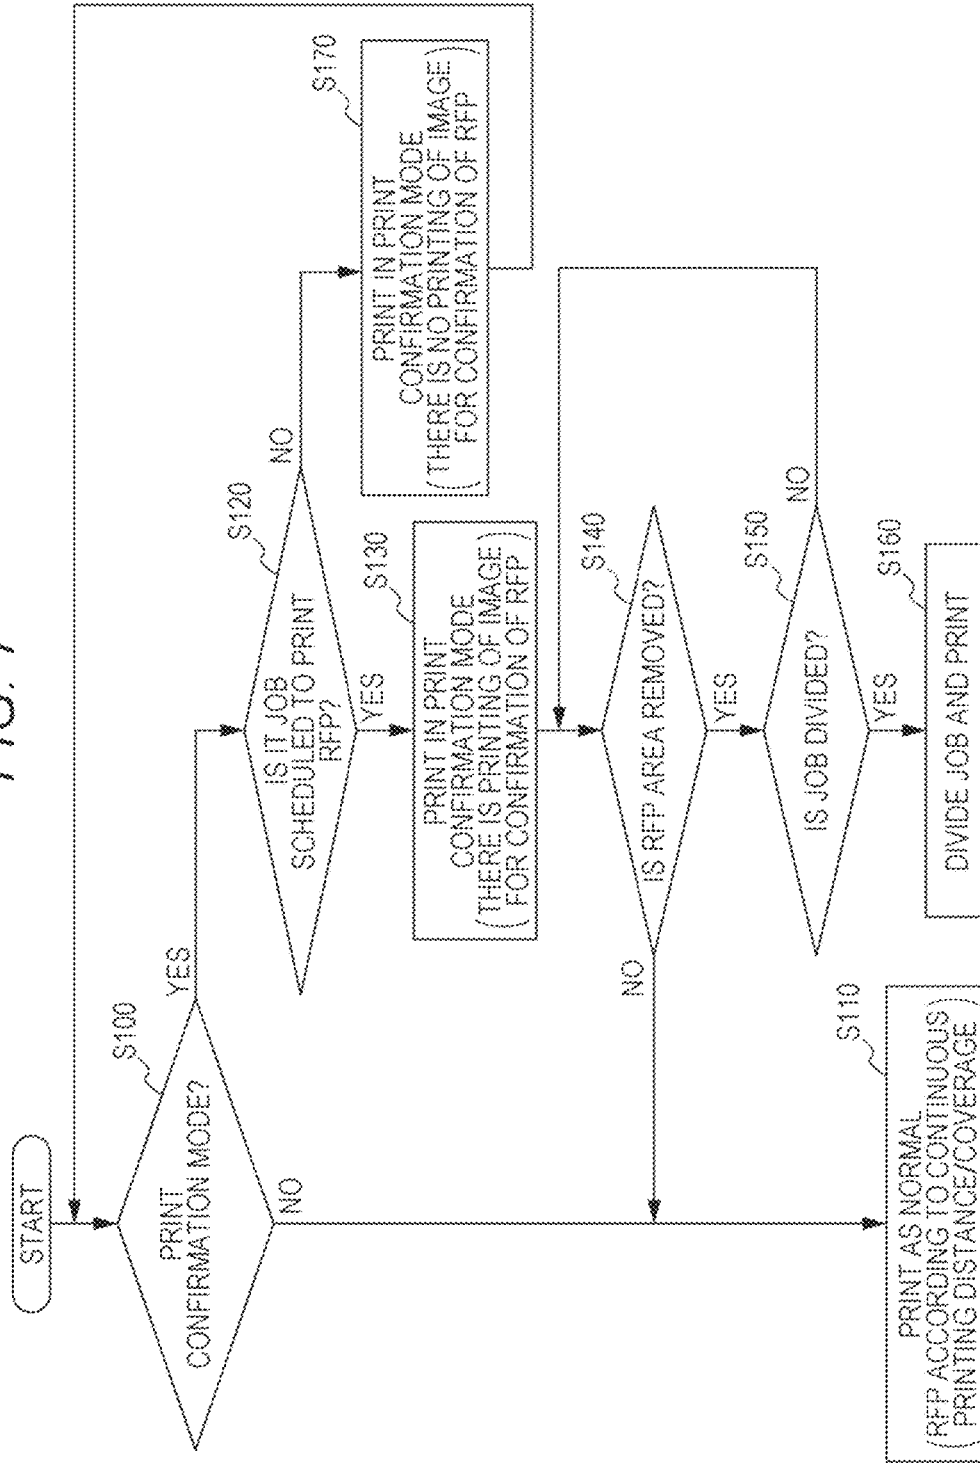 FIG. 7
START
S100
PRINT
CONFIRMATION MODE?
YES
NO
S120
IS IT JOB
SCHEDULED TO PRINT
RFP?
NO
YES
S170
PRINT IN PRINT
CONFIRMATION MODE
(THERE IS NO PRINTING OF IMAGE
FOR CONFIRMATION OF RFP)
S130
PRINT IN PRINT
CONFIRMATION MODE
(THERE IS PRINTING OF IMAGE
FOR CONFIRMATION OF RFP)
S140
IS RFP AREA REMOVED?
NO
YES
S150
IS JOB DIVIDED?
NO
YES
S160
DIVIDE JOB AND PRINT
S110
PRINT AS NORMAL
(RFP ACCORDING TO CONTINUOUS
PRINTING DISTANCE/COVERAGE)